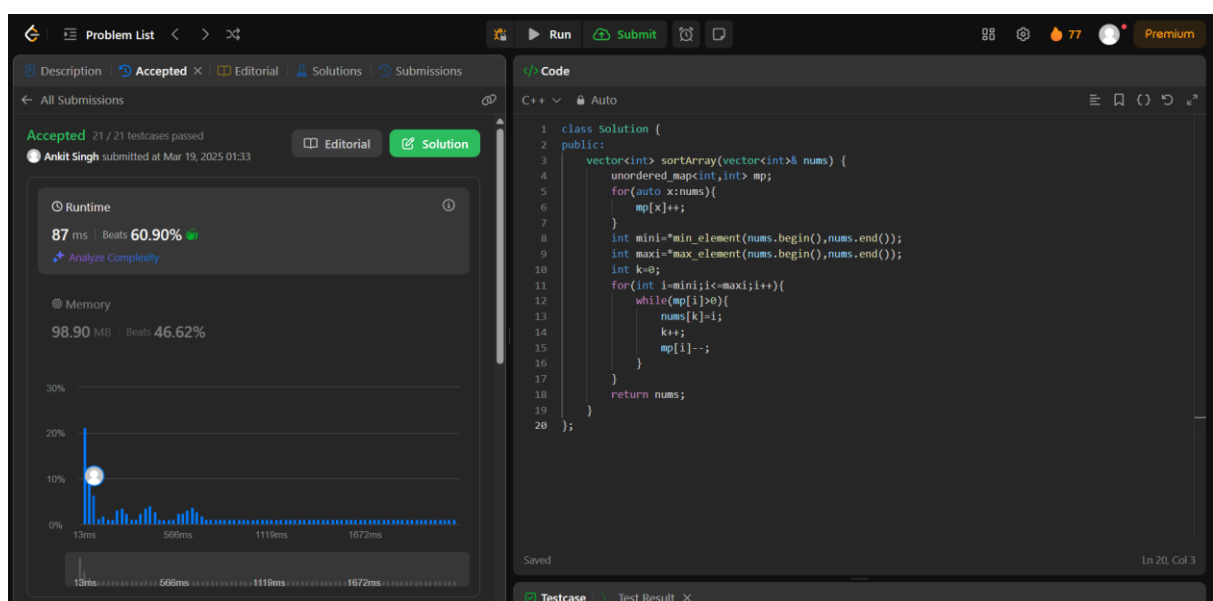 Problem List
Run
Submit
77
Premium
Description
Accepted
Editorial
Solutions
Submissions
All Submissions
Accepted 21 / 21 testcases passed
Ankit Singh submitted at Mar 19, 2025 01:33
Editorial
Solution
Runtime
87 ms Beats 60.90%
Analyze Complexity
Memory
98.90 MB Beats 46.62%
30%
20%
10%
0%
13ms 566ms 1119ms 1672ms
13ms 566ms 1119ms 1672ms
</> Code
C++ Auto
1 class Solution {
2 public:
3 vector<int> sortArray(vector<int>& nums) {
4 unordered_map<int,int> mp;
5 for(auto x:nums){
6 mp[x]++;
7 }
8 int mini=*min_element(nums.begin(),nums.end());
9 int maxi=*max_element(nums.begin(),nums.end());
10 int k=0;
11 for(int i=mini;i<=maxi;i++){
12 while(mp[i]>0){
13 nums[k]=i;
14 k++;
15 mp[i]--;
16 }
17 }
18 return nums;
19 }
20 };
Saved
Ln 20, Col 3
Testcase
Test Result